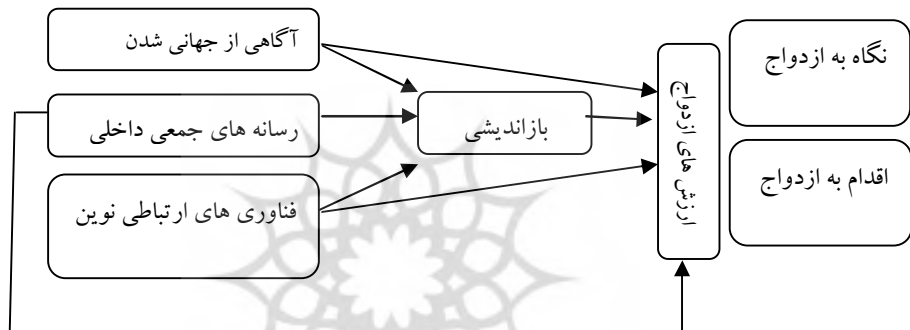 آگاهی از جهانی شدن
رسانه های جمعی داخلی
فناوری های ارتباطی نوین
بازاندیشی
ارزش های ازدواج
نگاه به ازدواج
اقدام به ازدواج